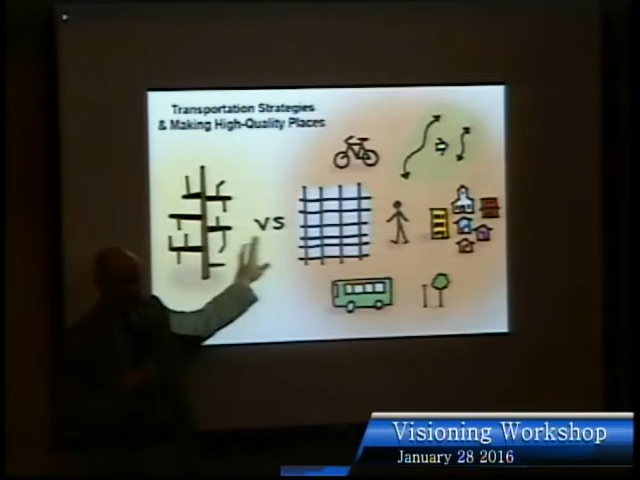 Transportation Strategies
& Making High-Quality Places
VS
Visioning Workshop
January 28 2016